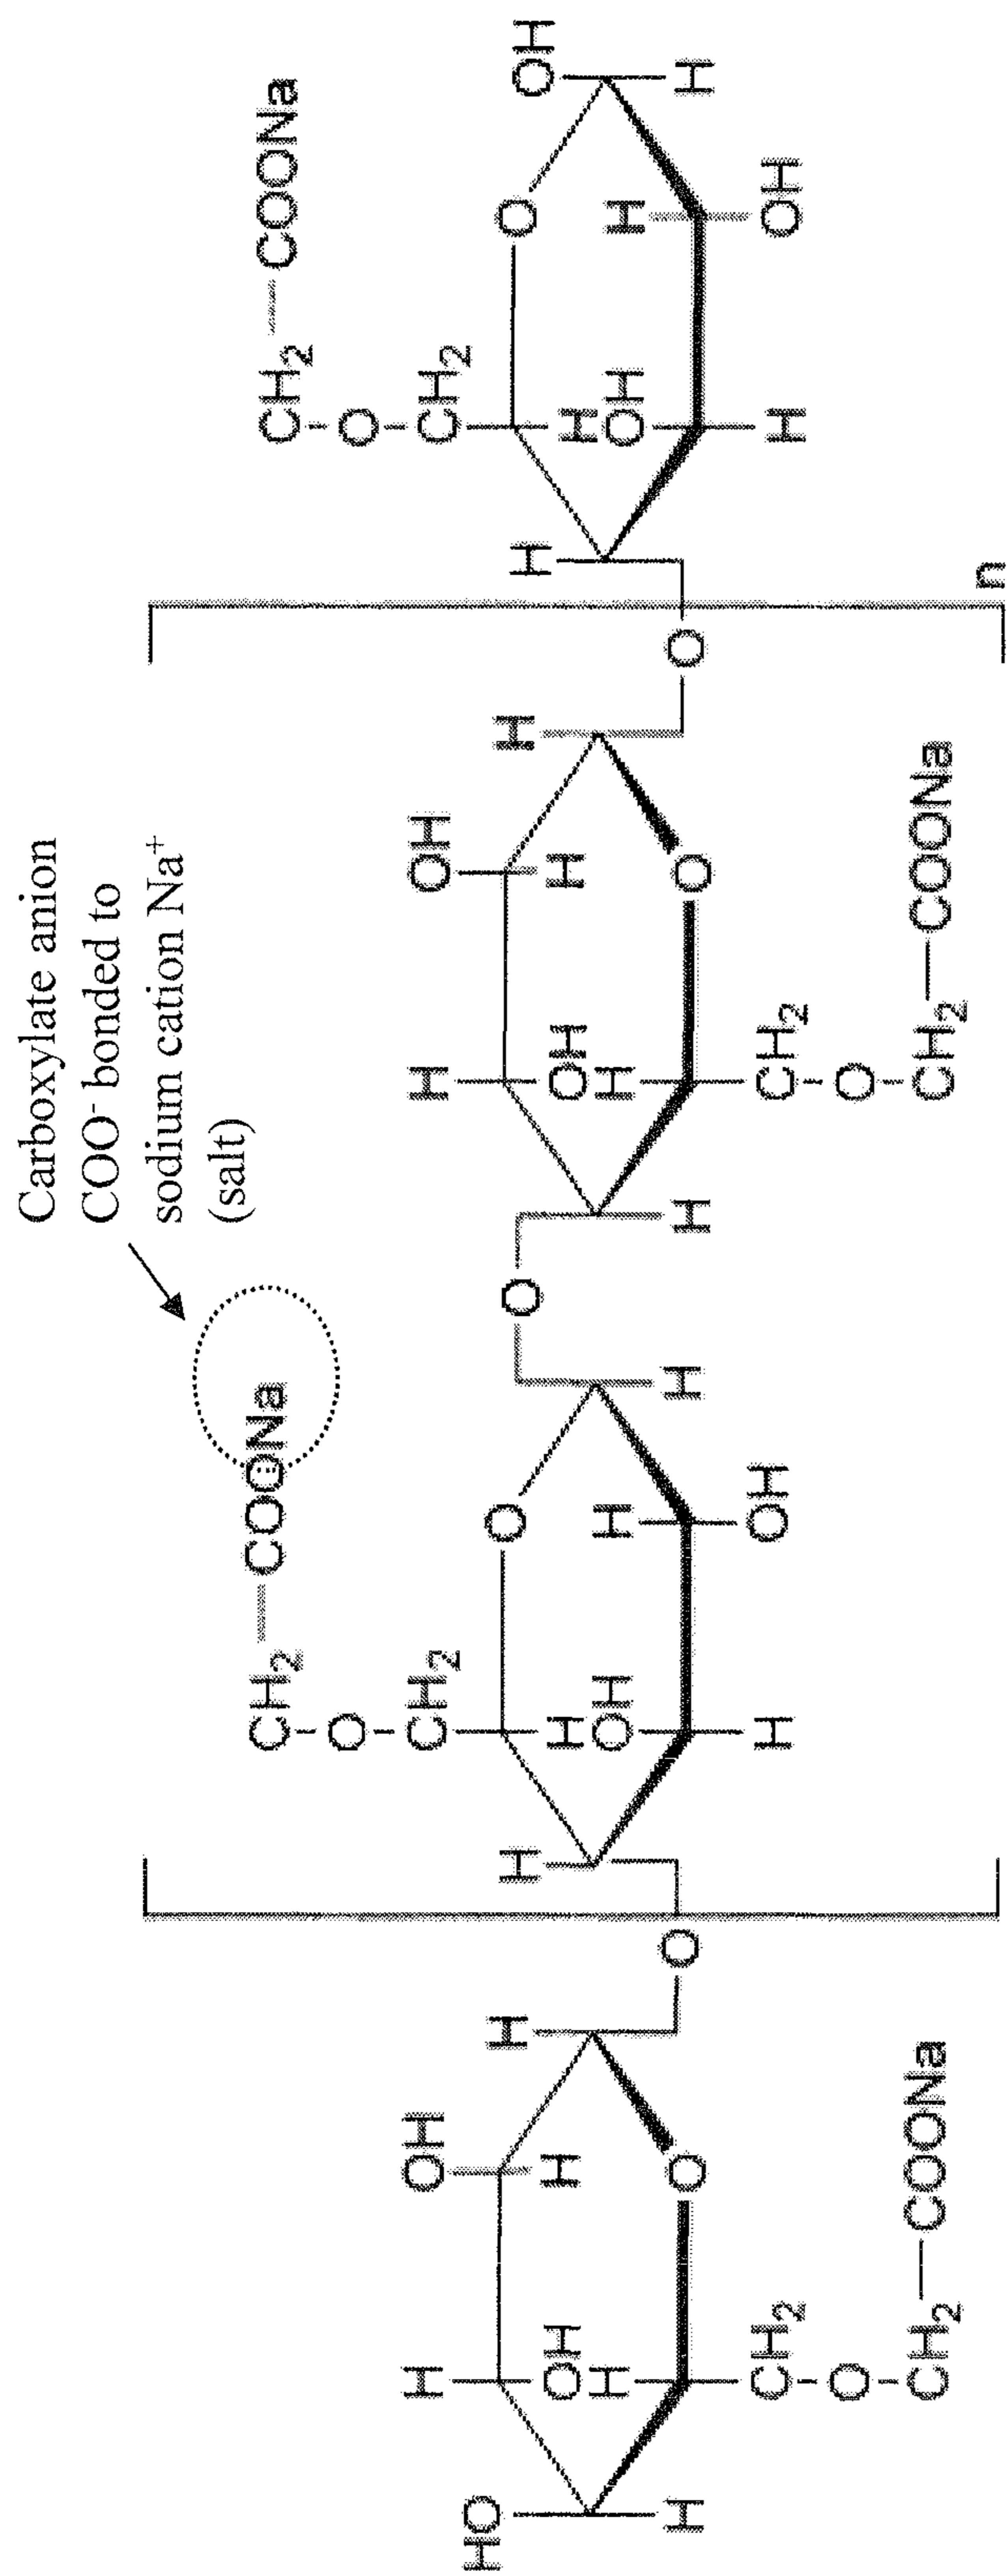 Carboxylate anion
COO⁻ bonded to
sodium cation Na⁺
(salt)
CH₂—COONa CH₂—COONa
O O
H OH CH₂ H OH CH₂
HO H H O O H H O OH
OH H H OH H H
H OH H H OH H
H O O H H O O H
CH₂ H OH CH₂ H OH
O O
CH₂—COONa CH₂—COONa
n